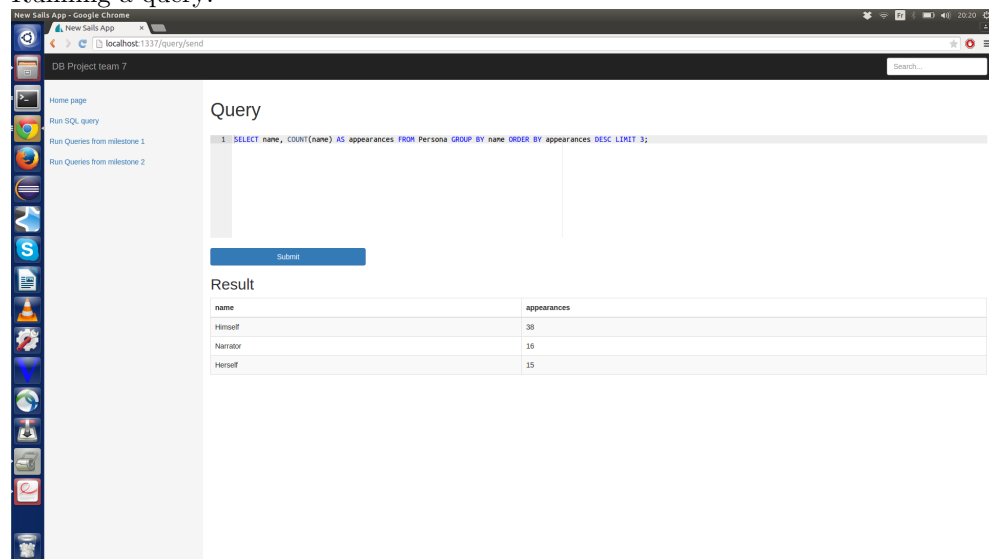 Running a query:
New Sails App - Google Chrome
Fr
20:20
New Sails App
localhost:1337/query/send
DB Project team 7
Search...
Home page
Run SQL query
Run Queries from milestone 1
Run Queries from milestone 2
Query
1 SELECT name, COUNT(name) AS appearances FROM Persona GROUP BY name ORDER BY appearances DESC LIMIT 3;
Submit
Result
name appearances
Himself 38
Narrator 16
Herself 15